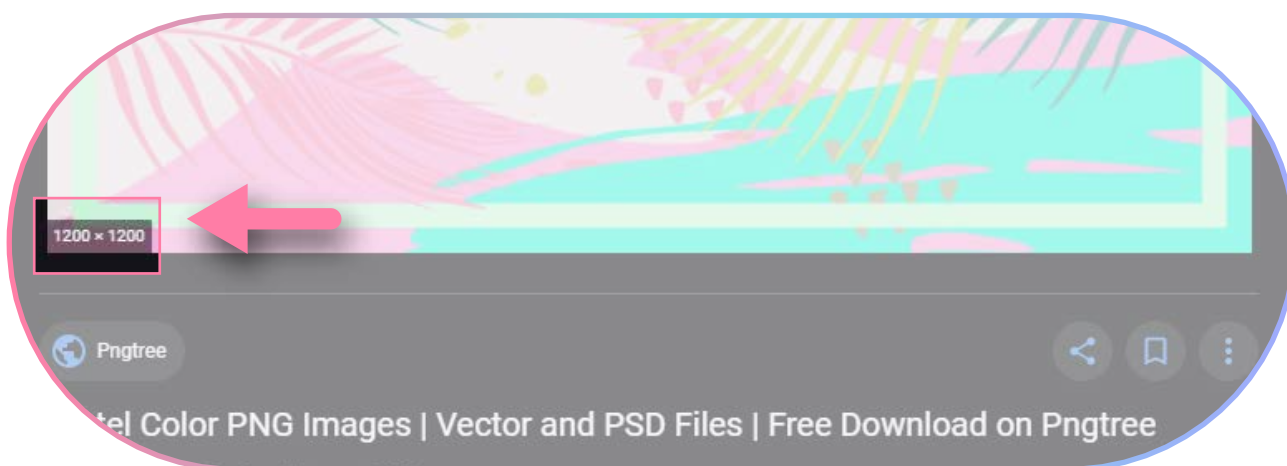 1200 × 1200
Pngtree
tel Color PNG Images | Vector and PSD Files | Free Download on Pngtree